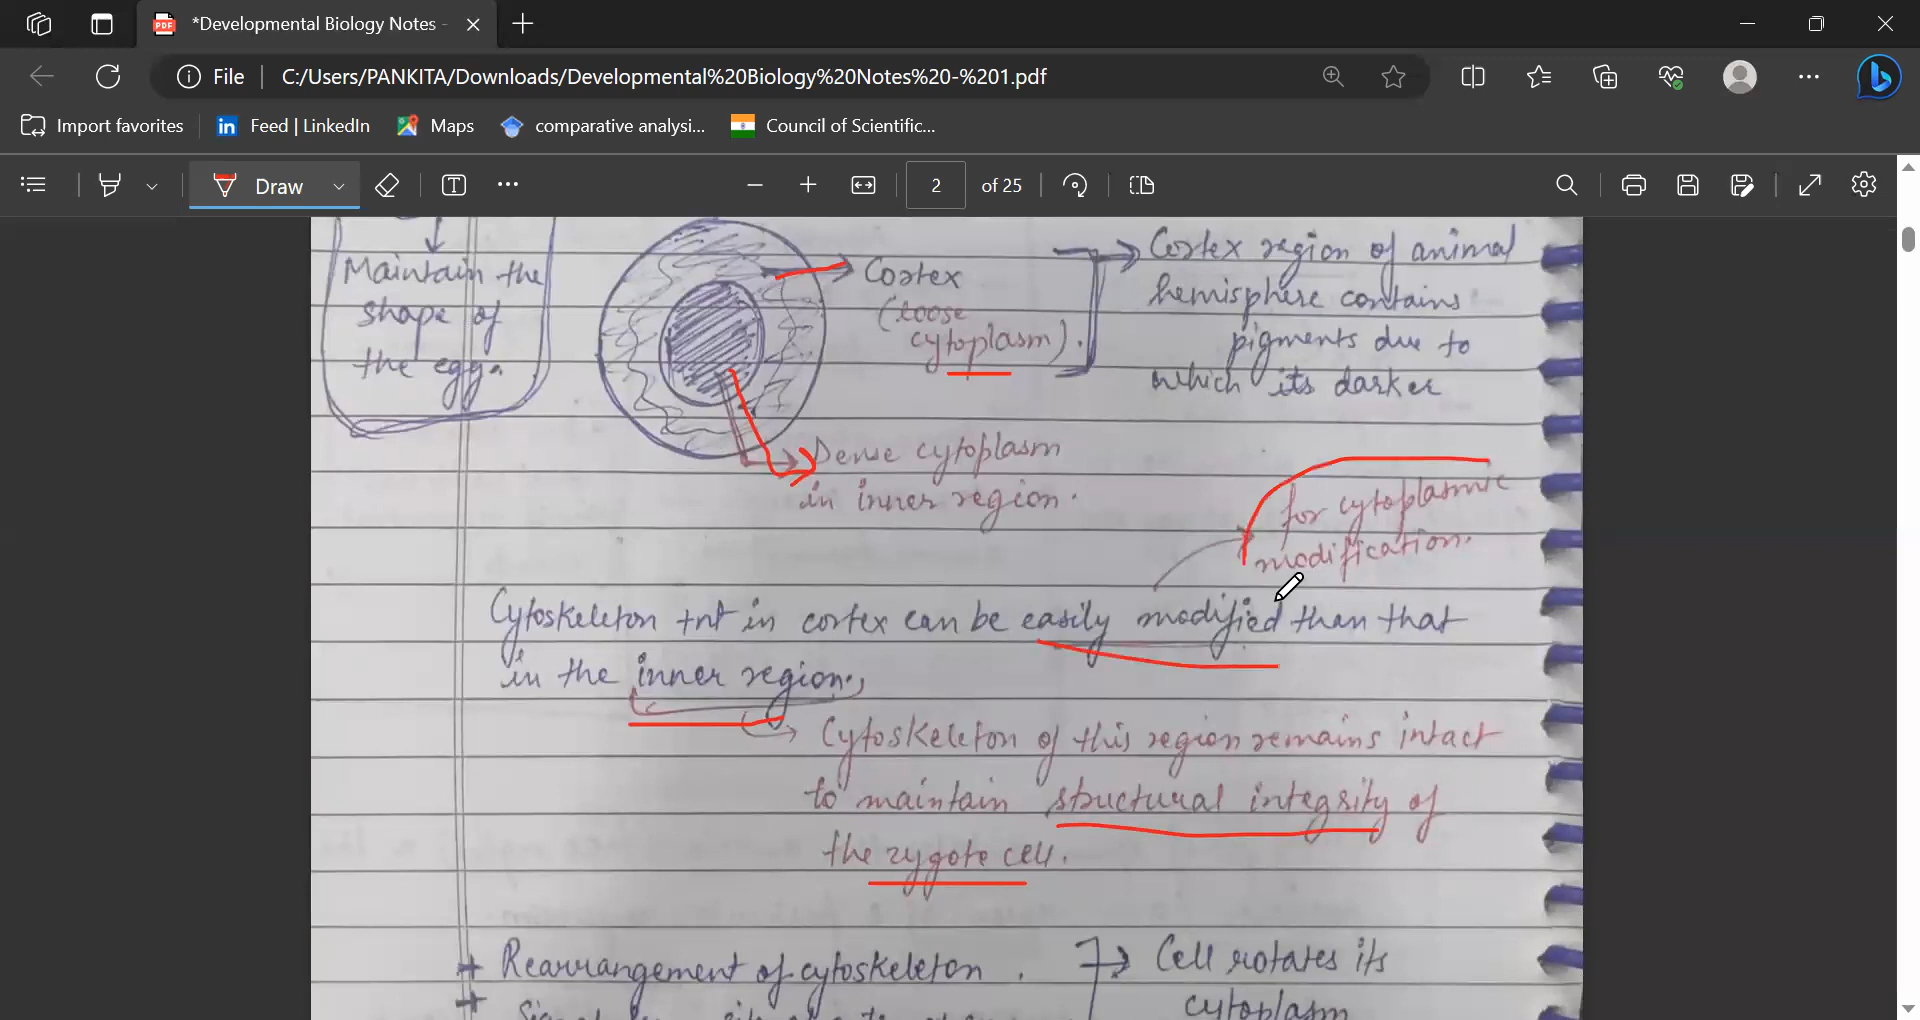 *Developmental Biology Notes -
File
C:/Users/PANKITA/Downloads/Developmental%20Biology%20Notes%20-%201.pdf
Import favorites
Feed | LinkedIn
Maps
comparative analysi...
Council of Scientific...
Draw
2
of 25
Maintain the
shape of
the egg.
Cortex
(loose
cytoplasm).
Cortex region of animal
hemisphere contains
pigments due to
which its darker
Dense cytoplasm
in inner region.
for cytoplasmic
modification.
Cytoskeleton in cortex can be easily modified than that
in the inner region.
Cytoskeleton of this region remains intact
to maintain structural integrity of
the zygote cell.
Rearrangement of cytoskeleton.
Cell rotates its
cytoplasm